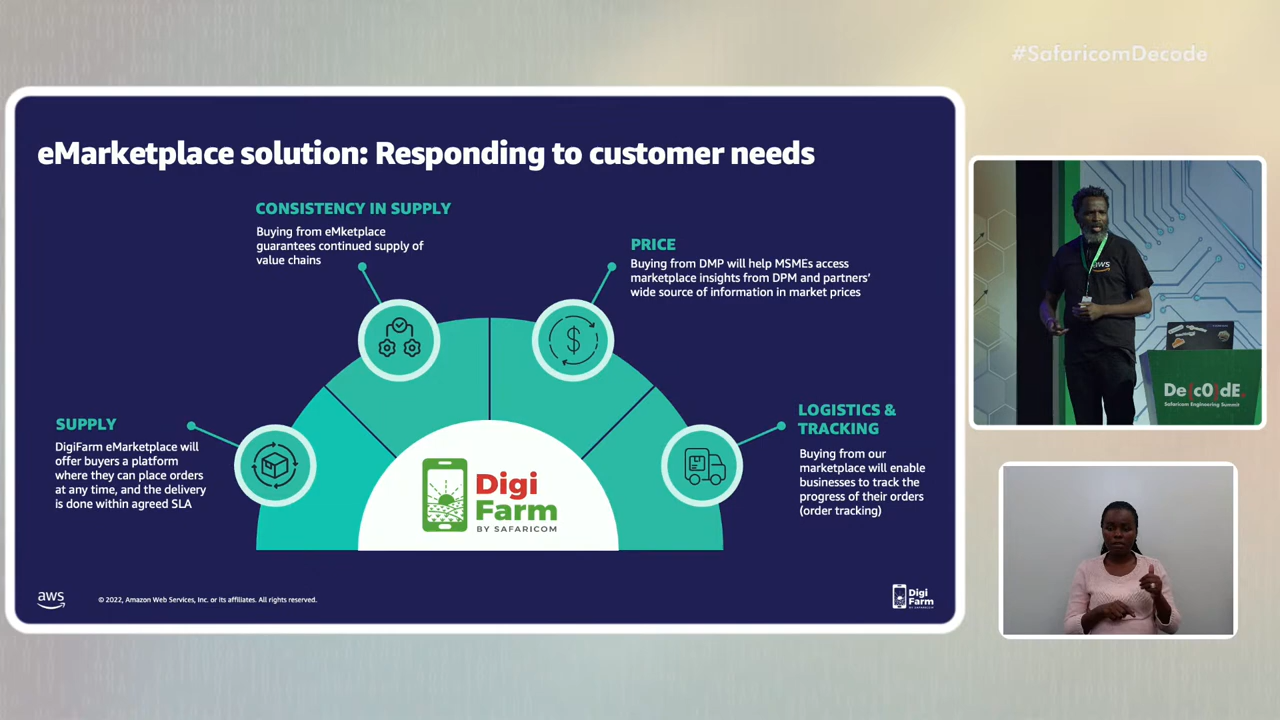 #SafaricomDecode
eMarketplace solution: Responding to customer needs
CONSISTENCY IN SUPPLY
Buying from eMketplace
guarantees continued supply of
value chains
PRICE
Buying from DMP will help MSMEs access
marketplace insights from DPM and partners’
wide source of information in market prices
SUPPLY
DigiFarm eMarketplace will
offer buyers a platform
where they can place orders
at any time, and the delivery
is done within agreed SLA
LOGISTICS &
TRACKING
Buying from our
marketplace will enable
businesses to track the
progress of their orders
(order tracking)
Digi
Farm
BY SAFARICOM
aws
© 2022, Amazon Web Services, Inc. or its affiliates. All rights reserved.
Digi
Farm
BY SAFARICOM
aws
De|c0|dE.
Safaricom Engineering Summit